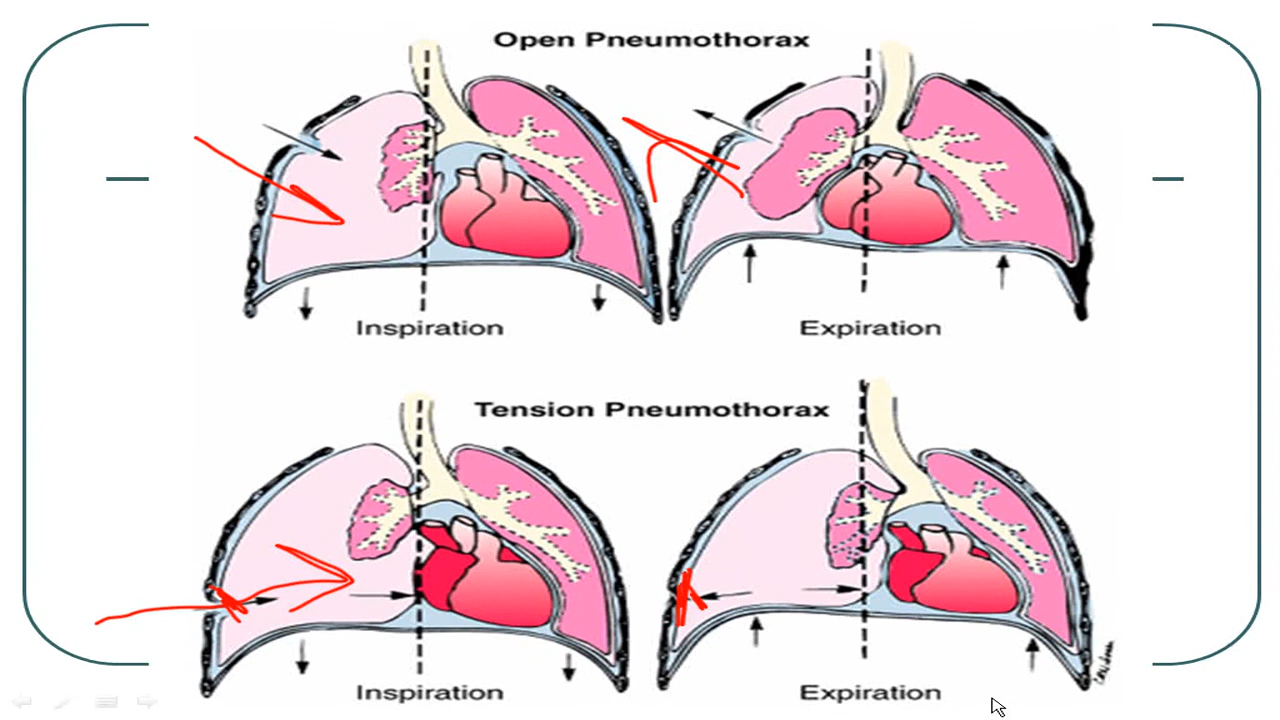 Open Pneumothorax
Inspiration
Expiration
Tension Pneumothorax
Inspiration
Expiration